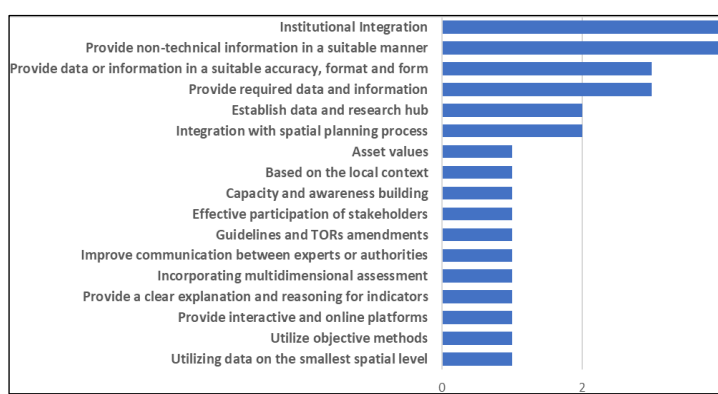 Institutional Integration
Provide non-technical information in a suitable manner
Provide data or information in a suitable accuracy, format and form
Provide required data and information
Establish data and research hub
Integration with spatial planning process
Asset values
Based on the local context
Capacity and awareness building
Effective participation of stakeholders
Guidelines and TORs amendments
Improve communication between experts or authorities
Incorporating multidimensional assessment
Provide a clear explanation and reasoning for indicators
Provide interactive and online platforms
Utilize objective methods
Utilizing data on the smallest spatial level
0 2